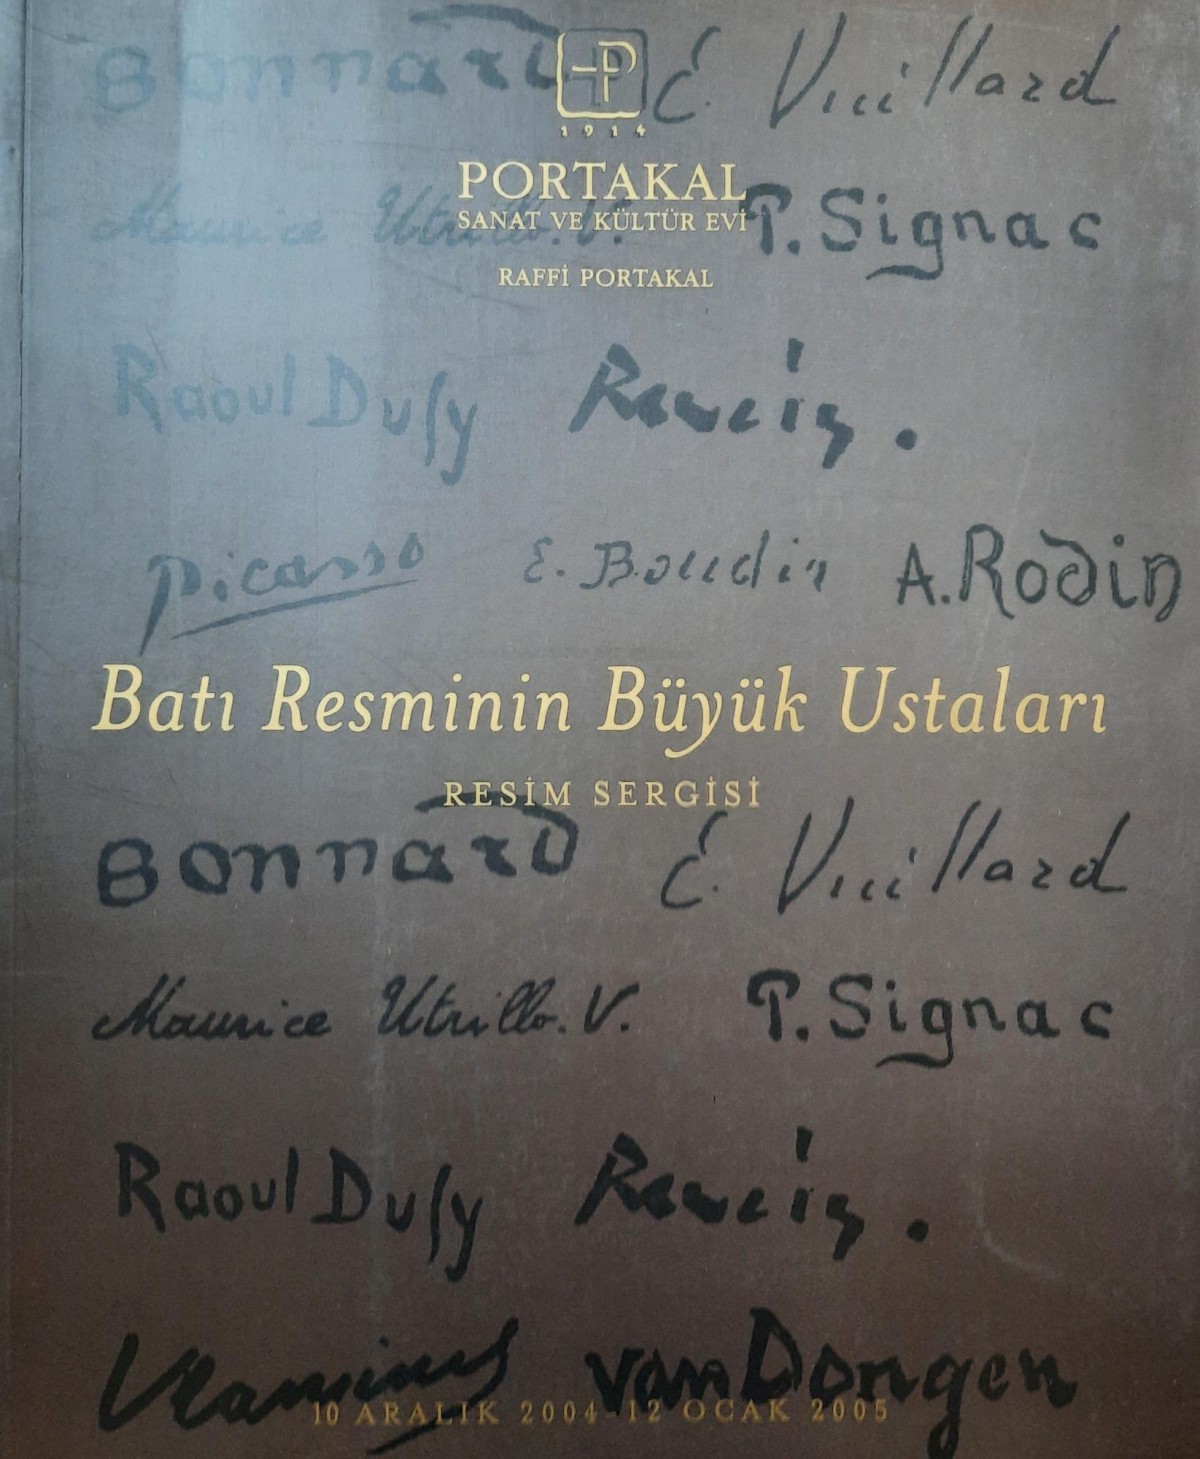 Bonnard E. Vuillard
1914
PORTAKAL
SANAT VE KÜLTÜR EVİ
Maurice Utrillo. V. P. Signac
RAFFİ PORTAKAL
Raoul Dufy Renoir.
Picasso E. Boudin A. Rodin
Batı Resminin Büyük Ustaları
RESİM SERGİSİ
Bonnard E. Vuillard
Maurice Utrillo. V. P. Signac
Raoul Dufy Renoir.
Vlaminck van Dongen
10 ARALIK 2004-12 OCAK 2005